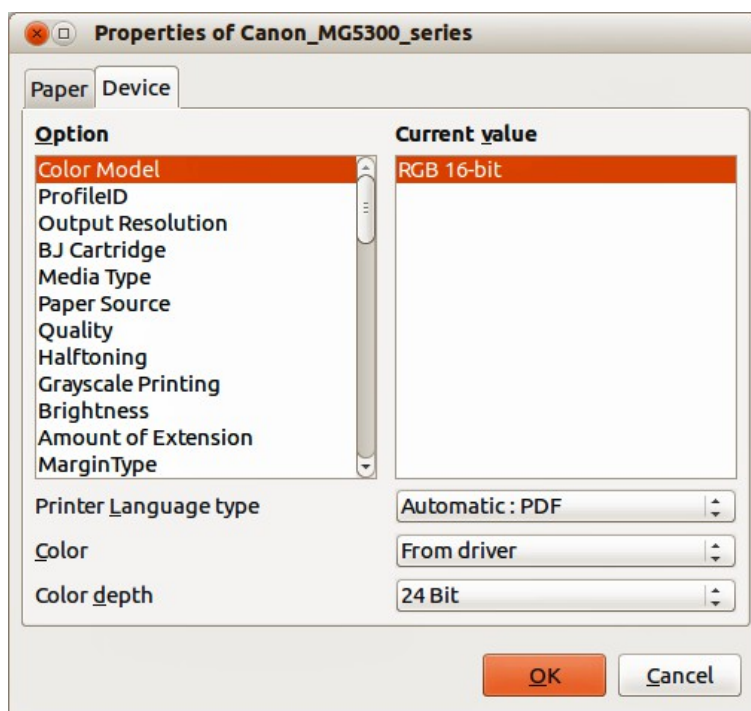 Properties of Canon_MG5300_series
Paper Device
Option Current value
Color Model RGB 16-bit
ProfileID
Output Resolution
BJ Cartridge
Media Type
Paper Source
Quality
Halftoning
Grayscale Printing
Brightness
Amount of Extension
MarginType
Printer Language type Automatic : PDF
Color From driver
Color depth 24 Bit
OK Cancel